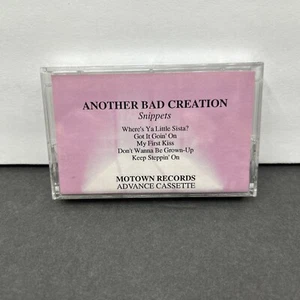 ANOTHER BAD CREATION
Snippets
Where's Ya Little Sista?
Got It Goin' On
My First Kiss
Don't Wanna Be Grown-Up
Keep Steppin' On
MOTOWN RECORDS
ADVANCE CASSETTE